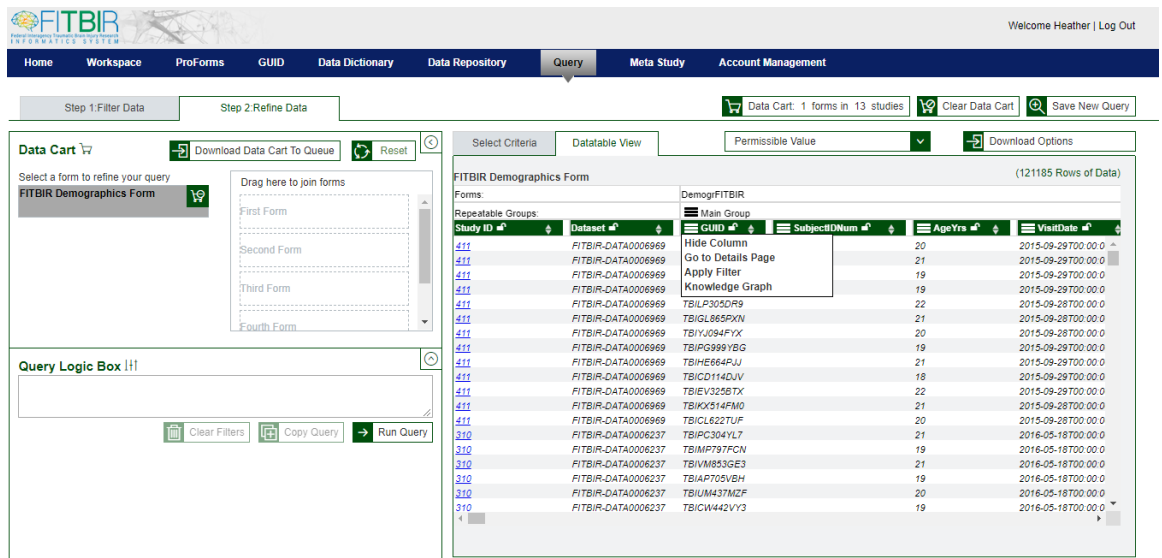 FITBIR
Federal Interagency Traumatic Brain Injury Research
INFORMATICS SYSTEM
Welcome Heather | Log Out
Home Workspace ProForms GUID Data Dictionary Data Repository Query Meta Study Account Management
Step 1:Filter Data Step 2:Refine Data
Data Cart: 1 forms in 13 studies Clear Data Cart Save New Query
Data Cart Download Data Cart To Queue Reset
Select a form to refine your query
FITBIR Demographics Form
Drag here to join forms
First Form
Second Form
Third Form
Fourth Form
Query Logic Box
Clear Filters Copy Query Run Query
Select Criteria Datatable View Permissible Value Download Options
FITBIR Demographics Form (121185 Rows of Data)
Forms: DemogrFITBIR
Repeatable Groups: Main Group
Study ID Dataset GUID SubjectIDNum AgeYrs VisitDate
Hide Column
Go to Details Page
Apply Filter
Knowledge Graph
411 FITBIR-DATA0006969 20 2015-09-29T00:00:0
411 FITBIR-DATA0006969 21 2015-09-29T00:00:0
411 FITBIR-DATA0006969 19 2015-09-29T00:00:0
411 FITBIR-DATA0006969 19 2015-09-29T00:00:0
411 FITBIR-DATA0006969 TBILP305DR9 22 2015-09-28T00:00:0
411 FITBIR-DATA0006969 TBIGL865PXN 21 2015-09-28T00:00:0
411 FITBIR-DATA0006969 TBIYJ094FYX 20 2015-09-28T00:00:0
411 FITBIR-DATA0006969 TBIPG999YBG 19 2015-09-29T00:00:0
411 FITBIR-DATA0006969 TBIHE664PJJ 21 2015-09-29T00:00:0
411 FITBIR-DATA0006969 TBICD114DJV 18 2015-09-29T00:00:0
411 FITBIR-DATA0006969 TBIEV325BTX 22 2015-09-29T00:00:0
411 FITBIR-DATA0006969 TBIKX514FM0 21 2015-09-28T00:00:0
411 FITBIR-DATA0006969 TBICL622TUF 20 2015-09-28T00:00:0
310 FITBIR-DATA0006237 TBIPC304YL7 21 2016-05-18T00:00:0
310 FITBIR-DATA0006237 TBIMP797FCN 19 2016-05-18T00:00:0
310 FITBIR-DATA0006237 TBIVM853GE3 21 2016-05-18T00:00:0
310 FITBIR-DATA0006237 TBIAP705VBH 19 2016-05-18T00:00:0
310 FITBIR-DATA0006237 TBIUM437MZF 20 2016-05-18T00:00:0
310 FITBIR-DATA0006237 TBICW442VY3 19 2016-05-18T00:00:0